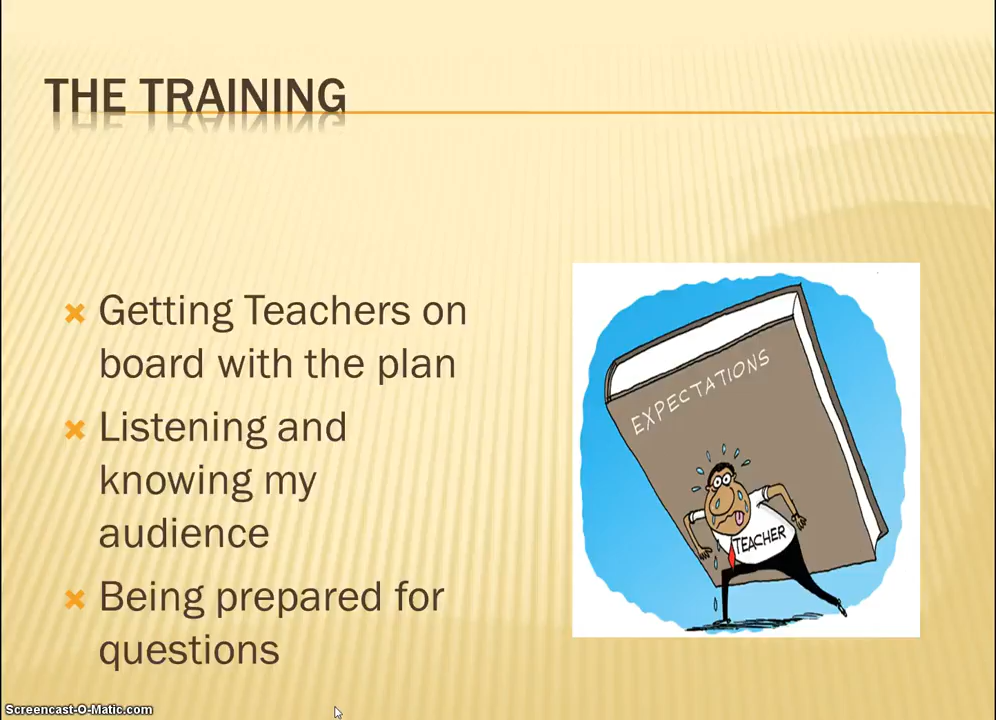 THE TRAINING
Getting Teachers on
board with the plan
Listening and
knowing my
audience
Being prepared for
questions
EXPECTATIONS
TEACHER
Screencast-O-Matic.com